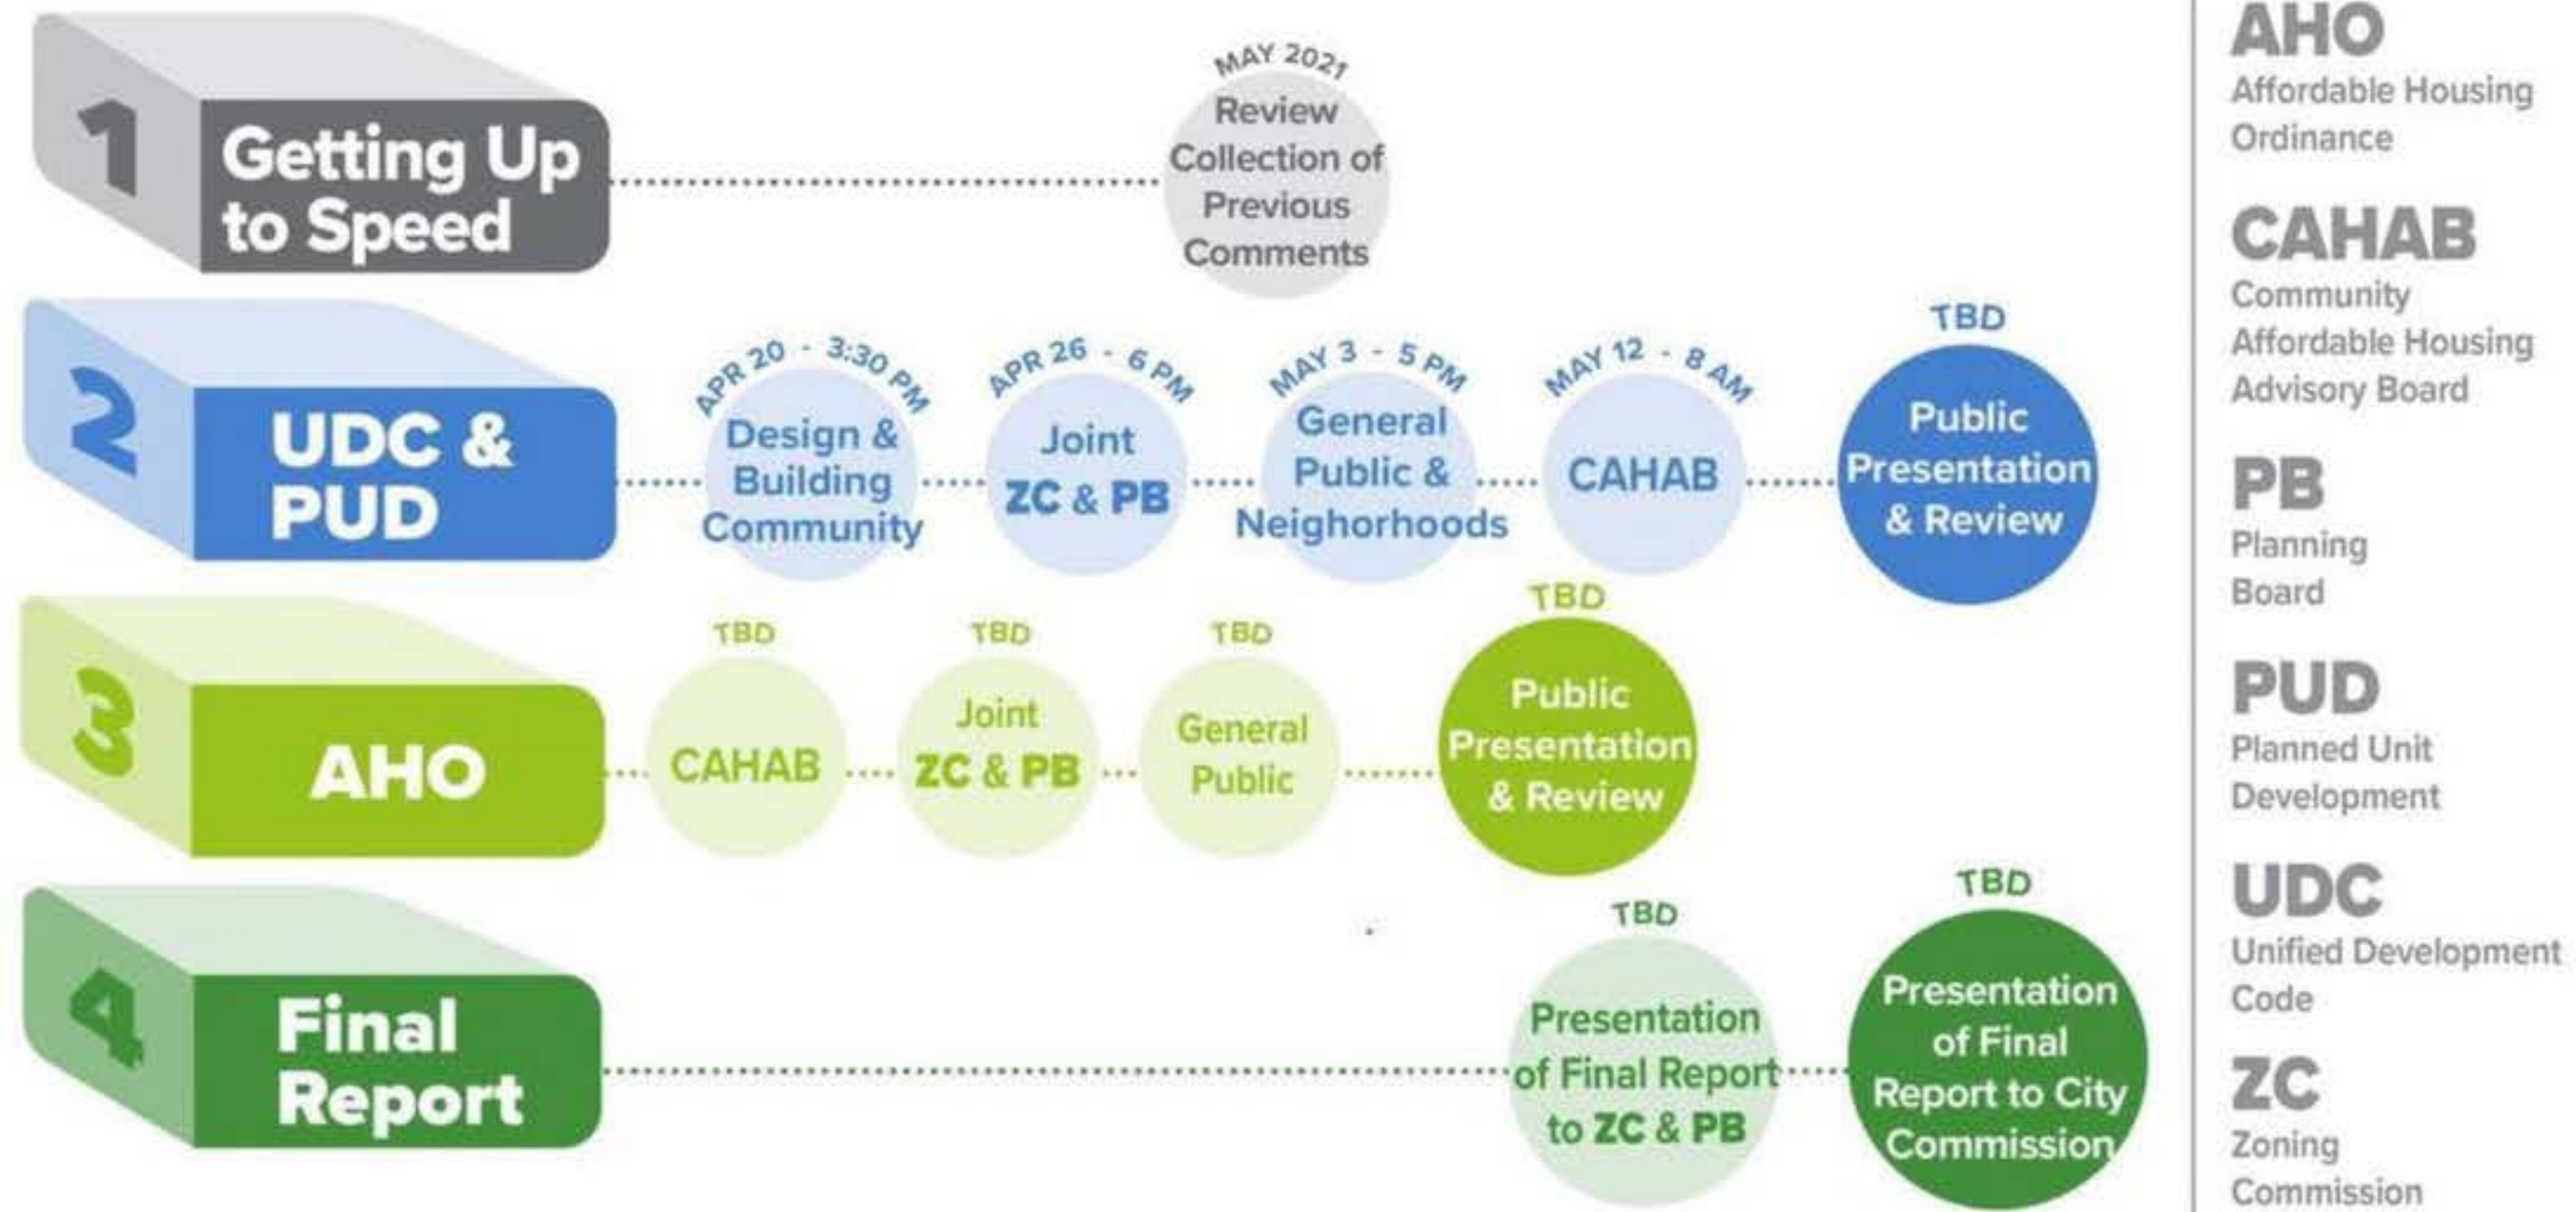 1
Getting Up
to Speed
MAY 2021
Review
Collection of
Previous
Comments
2
UDC &
PUD
APR 20 - 3:30 PM
Design &
Building
Community
APR 26 - 6 PM
Joint
ZC & PB
MAY 3 - 5 PM
General
Public &
Neighorhoods
MAY 12 - 8 AM
CAHAB
TBD
Public
Presentation
& Review
3
AHO
TBD
CAHAB
TBD
Joint
ZC & PB
TBD
General
Public
TBD
Public
Presentation
& Review
4
Final
Report
TBD
Presentation
of Final Report
to ZC & PB
TBD
Presentation
of Final
Report to City
Commission
AHO
Affordable Housing
Ordinance
CAHAB
Community
Affordable Housing
Advisory Board
PB
Planning
Board
PUD
Planned Unit
Development
UDC
Unified Development
Code
ZC
Zoning
Commission